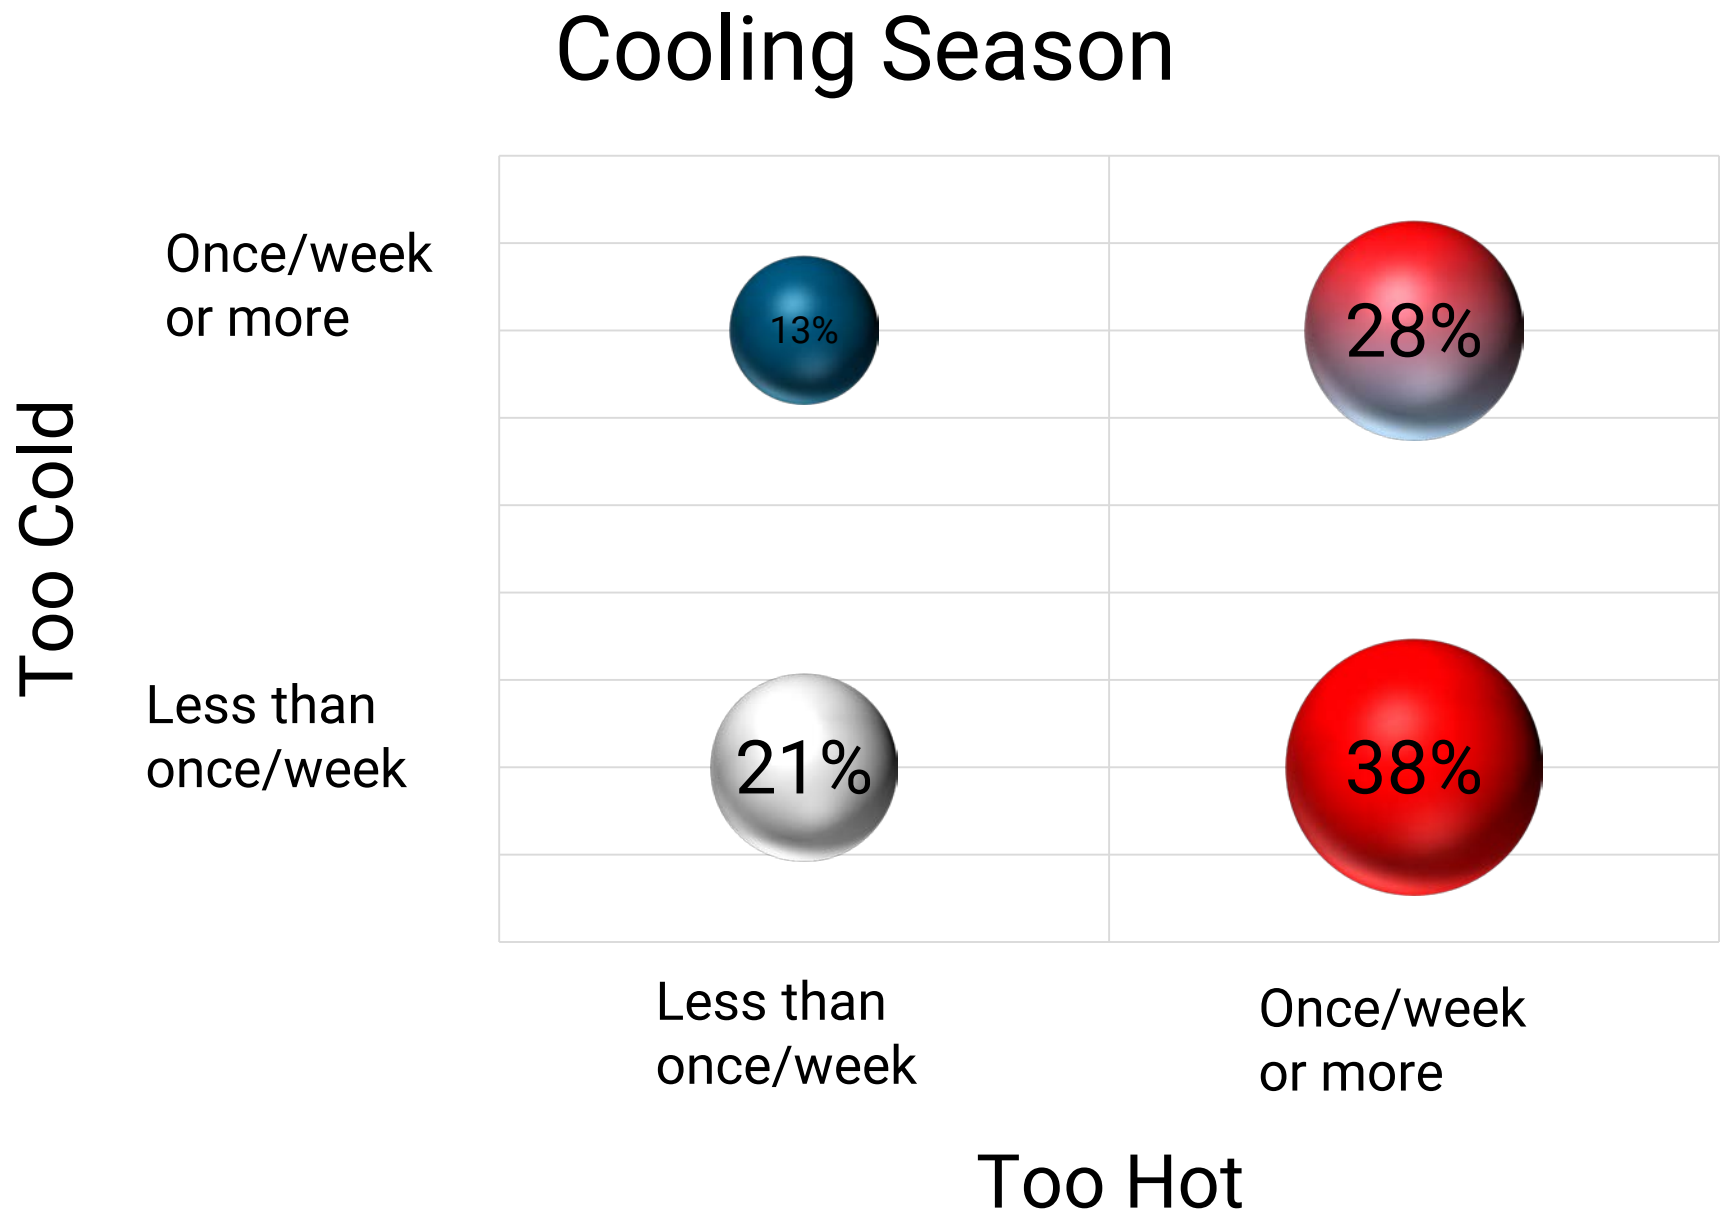 Cooling Season
Once/week
or more
13%
28%
Too Cold
Less than
once/week
21%
38%
Less than
once/week
Once/week
or more
Too Hot